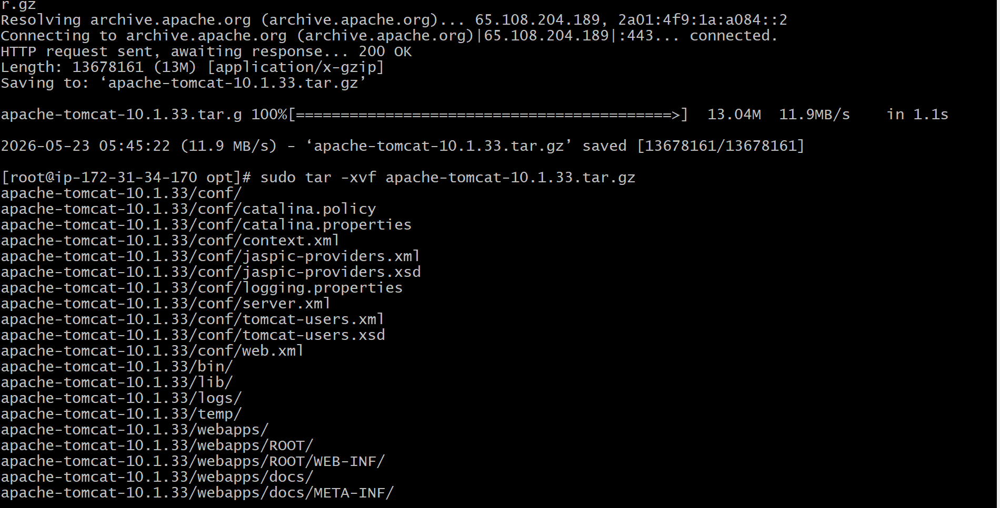 r.gz
Resolving archive.apache.org (archive.apache.org)... 65.108.204.189, 2a01:4f9:1a:a084::2
Connecting to archive.apache.org (archive.apache.org)|65.108.204.189|:443... connected.
HTTP request sent, awaiting response... 200 OK
Length: 13678161 (13M) [application/x-gzip]
Saving to: ‘apache-tomcat-10.1.33.tar.gz’
apache-tomcat-10.1.33.tar.g 100%[==========================================>]  13.04M  11.9MB/s    in 1.1s
2026-05-23 05:45:22 (11.9 MB/s) - ‘apache-tomcat-10.1.33.tar.gz’ saved [13678161/13678161]
[root@ip-172-31-34-170 opt]# sudo tar -xvf apache-tomcat-10.1.33.tar.gz
apache-tomcat-10.1.33/conf/
apache-tomcat-10.1.33/conf/catalina.policy
apache-tomcat-10.1.33/conf/catalina.properties
apache-tomcat-10.1.33/conf/context.xml
apache-tomcat-10.1.33/conf/jaspic-providers.xml
apache-tomcat-10.1.33/conf/jaspic-providers.xsd
apache-tomcat-10.1.33/conf/logging.properties
apache-tomcat-10.1.33/conf/server.xml
apache-tomcat-10.1.33/conf/tomcat-users.xml
apache-tomcat-10.1.33/conf/tomcat-users.xsd
apache-tomcat-10.1.33/conf/web.xml
apache-tomcat-10.1.33/bin/
apache-tomcat-10.1.33/lib/
apache-tomcat-10.1.33/logs/
apache-tomcat-10.1.33/temp/
apache-tomcat-10.1.33/webapps/
apache-tomcat-10.1.33/webapps/ROOT/
apache-tomcat-10.1.33/webapps/ROOT/WEB-INF/
apache-tomcat-10.1.33/webapps/docs/
apache-tomcat-10.1.33/webapps/docs/META-INF/